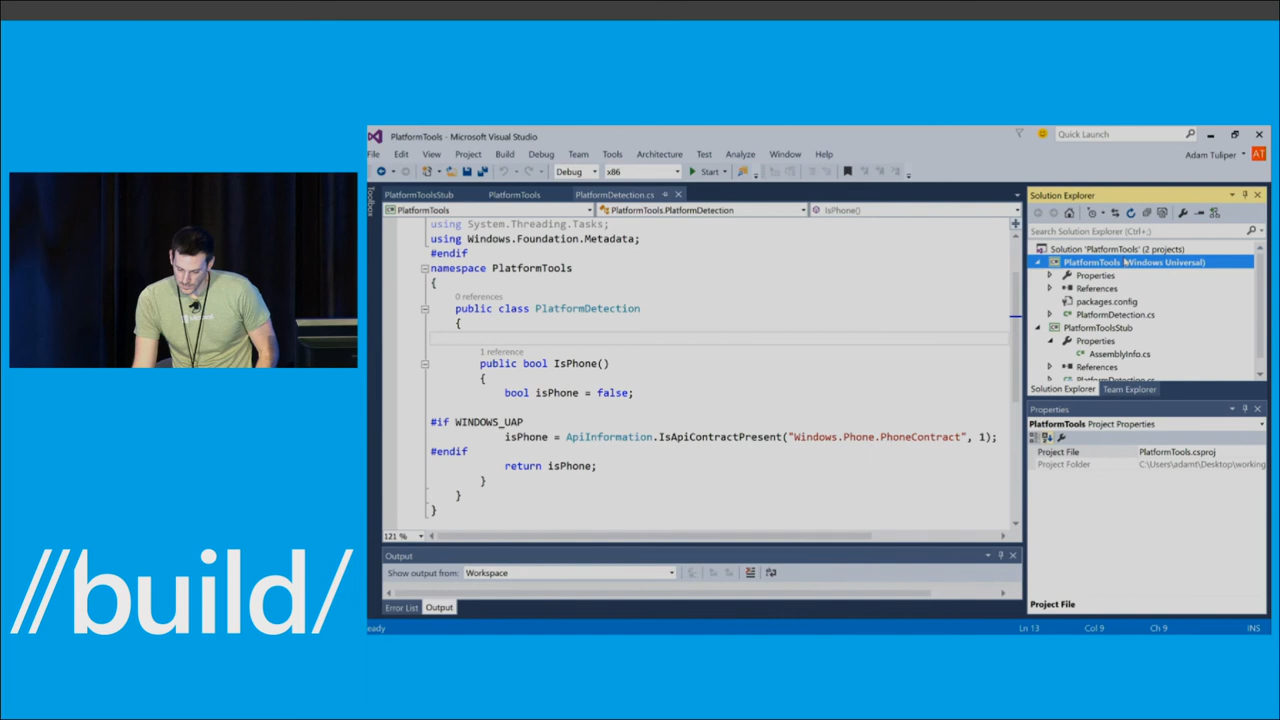 //build/
PlatformTools - Microsoft Visual Studio
Quick Launch
File Edit View Project Build Debug Team Tools Architecture Test Analyze Window Help
Adam Tuliper
AT
Debug x86 Start
Toolbox
PlatformToolsStub PlatformTools PlatformDetection.cs
PlatformTools PlatformTools.PlatformDetection IsPhone()
using System.Threading.Tasks;
using Windows.Foundation.Metadata;
#endif
namespace PlatformTools
{
0 references
public class PlatformDetection
{
1 reference
public bool IsPhone()
{
bool isPhone = false;
#if WINDOWS_UAP
isPhone = ApiInformation.IsApiContractPresent("Windows.Phone.PhoneContract", 1);
#endif
return isPhone;
}
}
}
121 %
Output
Show output from: Workspace
Error List Output
eady
Ln 13 Col 9 Ch 9 INS
Solution Explorer
Search Solution Explorer (Ctrl+;)
Solution 'PlatformTools' (2 projects)
PlatformTools (Windows Universal)
Properties
References
packages.config
PlatformDetection.cs
PlatformToolsStub
Properties
AssemblyInfo.cs
References
PlatformDetection.cs
Solution Explorer Team Explorer
Properties
PlatformTools Project Properties
Project File PlatformTools.csproj
Project Folder C:\Users\adamt\Desktop\working
Project File